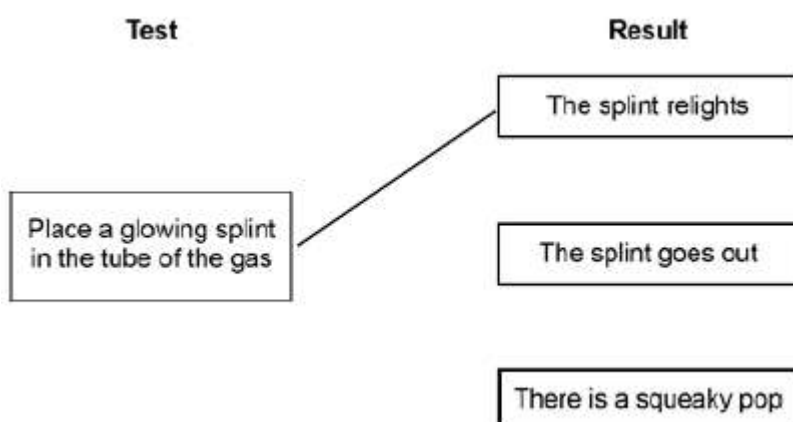 Test
Result
The splint relights
Place a glowing splint
in the tube of the gas
The splint goes out
There is a squeaky pop